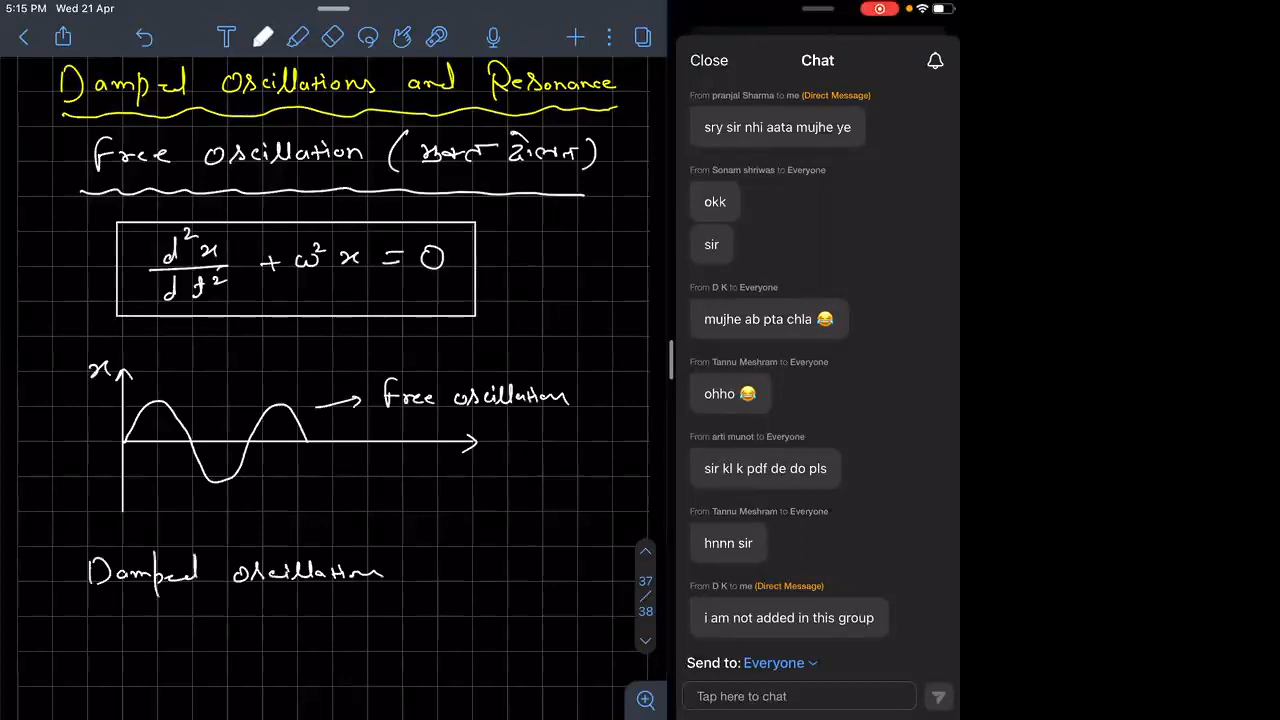 5:15 PM Wed 21 Apr
Damped Oscillations and Resonance
Free oscillation (मुक्त दोलन)
d²x/dt² + ω² x = 0
x
Free oscillation
Damped oscillation
37
/
38
Close Chat
From pranjal Sharma to me (Direct Message)
sry sir nhi aata mujhe ye
From Sonam shriwas to Everyone
okk
sir
From D K to Everyone
mujhe ab pta chla 😂
From Tannu Meshram to Everyone
ohho 😂
From arti munot to Everyone
sir kl k pdf de do pls
From Tannu Meshram to Everyone
hnnn sir
From D K to me (Direct Message)
i am not added in this group
Send to: Everyone
Tap here to chat